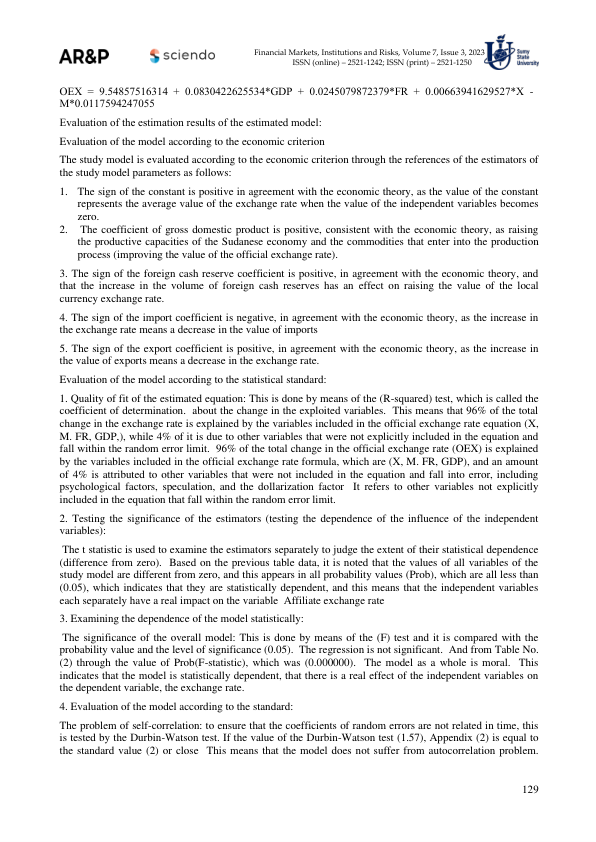 AR&P
sciendo
Financial Markets, Institutions and Risks, Volume 7, Issue 3, 2023
ISSN (online) – 2521-1242; ISSN (print) – 2521-1250
Sumy
State
University
OEX = 9.54857516314 + 0.0830422625534*GDP + 0.0245079872379*FR + 0.00663941629527*X -
M*0.0117594247055
Evaluation of the estimation results of the estimated model:
Evaluation of the model according to the economic criterion
The study model is evaluated according to the economic criterion through the references of the estimators of
the study model parameters as follows:
1. The sign of the constant is positive in agreement with the economic theory, as the value of the constant
represents the average value of the exchange rate when the value of the independent variables becomes
zero.
2. The coefficient of gross domestic product is positive, consistent with the economic theory, as raising
the productive capacities of the Sudanese economy and the commodities that enter into the production
process (improving the value of the official exchange rate).
3. The sign of the foreign cash reserve coefficient is positive, in agreement with the economic theory, and
that the increase in the volume of foreign cash reserves has an effect on raising the value of the local
currency exchange rate.
4. The sign of the import coefficient is negative, in agreement with the economic theory, as the increase in
the exchange rate means a decrease in the value of imports
5. The sign of the export coefficient is positive, in agreement with the economic theory, as the increase in
the value of exports means a decrease in the exchange rate.
Evaluation of the model according to the statistical standard:
1. Quality of fit of the estimated equation: This is done by means of the (R-squared) test, which is called the
coefficient of determination. about the change in the exploited variables. This means that 96% of the total
change in the exchange rate is explained by the variables included in the official exchange rate equation (X,
M. FR, GDP,), while 4% of it is due to other variables that were not explicitly included in the equation and
fall within the random error limit. 96% of the total change in the official exchange rate (OEX) is explained
by the variables included in the official exchange rate formula, which are (X, M. FR, GDP), and an amount
of 4% is attributed to other variables that were not included in the equation and fall into error, including
psychological factors, speculation, and the dollarization factor It refers to other variables not explicitly
included in the equation that fall within the random error limit.
2. Testing the significance of the estimators (testing the dependence of the influence of the independent
variables):
The t statistic is used to examine the estimators separately to judge the extent of their statistical dependence
(difference from zero). Based on the previous table data, it is noted that the values of all variables of the
study model are different from zero, and this appears in all probability values (Prob), which are all less than
(0.05), which indicates that they are statistically dependent, and this means that the independent variables
each separately have a real impact on the variable Affiliate exchange rate
3. Examining the dependence of the model statistically:
The significance of the overall model: This is done by means of the (F) test and it is compared with the
probability value and the level of significance (0.05). The regression is not significant. And from Table No.
(2) through the value of Prob(F-statistic), which was (0.000000). The model as a whole is moral. This
indicates that the model is statistically dependent, that there is a real effect of the independent variables on
the dependent variable, the exchange rate.
4. Evaluation of the model according to the standard:
The problem of self-correlation: to ensure that the coefficients of random errors are not related in time, this
is tested by the Durbin-Watson test. If the value of the Durbin-Watson test (1.57), Appendix (2) is equal to
the standard value (2) or close This means that the model does not suffer from autocorrelation problem.
129